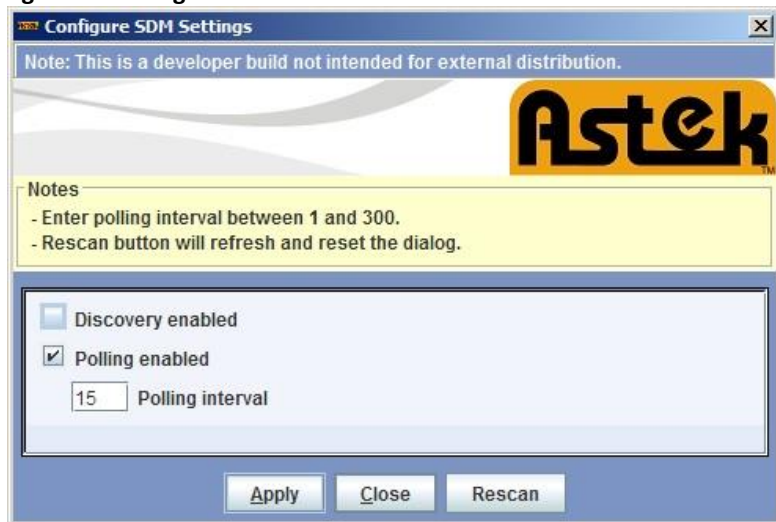 Configure SDM Settings
Note: This is a developer build not intended for external distribution.
Astek
TM
Notes
- Enter polling interval between 1 and 300.
- Rescan button will refresh and reset the dialog.
Discovery enabled
Polling enabled
15 Polling interval
Apply Close Rescan